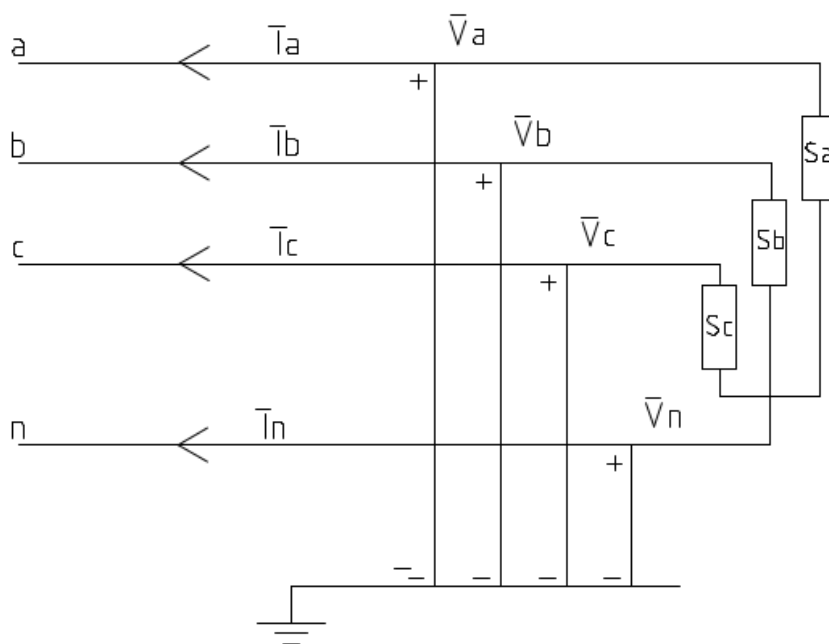 a Īa V̄a
+ Sa
b Īb V̄b
+ Sb
c Īc V̄c
+ Sc
n Īn V̄n
+
− − − − −